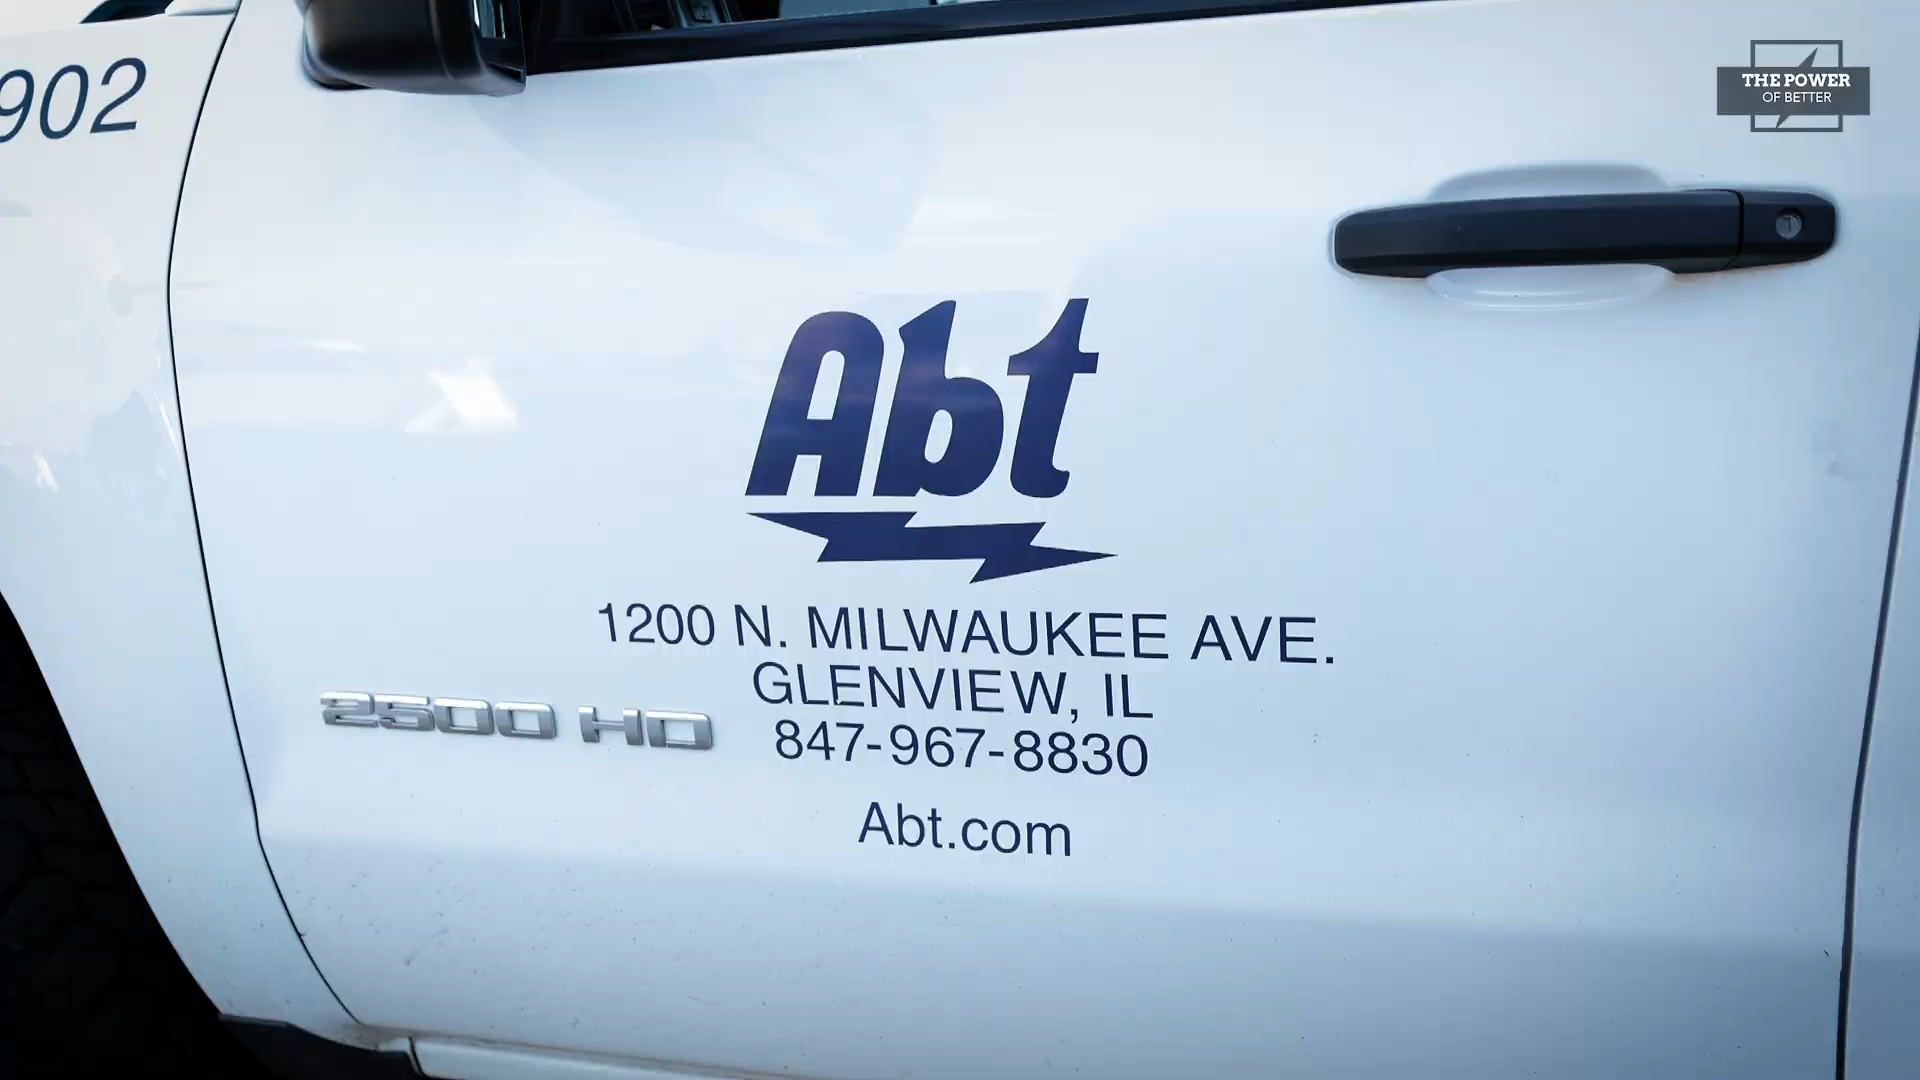 902
THE POWER
OF BETTER
Abt
1200 N. MILWAUKEE AVE.
GLENVIEW, IL
2500 HD
847-967-8830
Abt.com